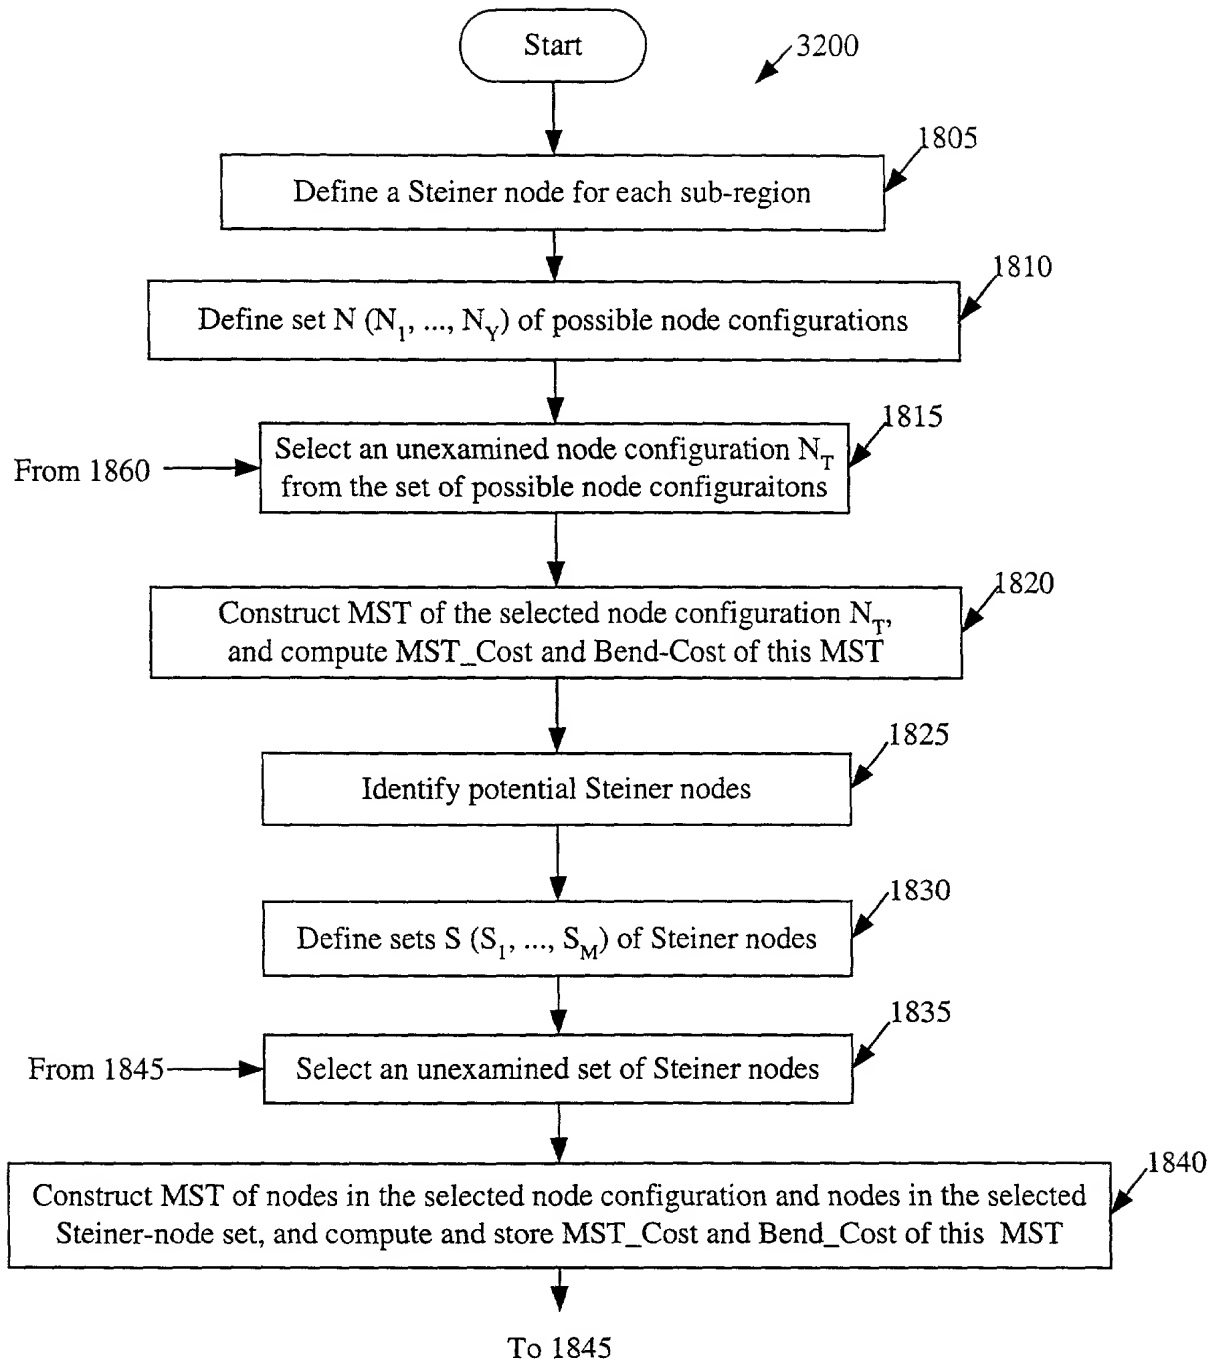 Start
3200
1805
Define a Steiner node for each sub-region
1810
Define set N (N1, ..., NY) of possible node configurations
1815
Select an unexamined node configuration NT
from the set of possible node configuraitons
From 1860
1820
Construct MST of the selected node configuration NT,
and compute MST_Cost and Bend-Cost of this MST
1825
Identify potential Steiner nodes
1830
Define sets S (S1, ..., SM) of Steiner nodes
1835
From 1845
Select an unexamined set of Steiner nodes
1840
Construct MST of nodes in the selected node configuration and nodes in the selected
Steiner-node set, and compute and store MST_Cost and Bend_Cost of this MST
To 1845